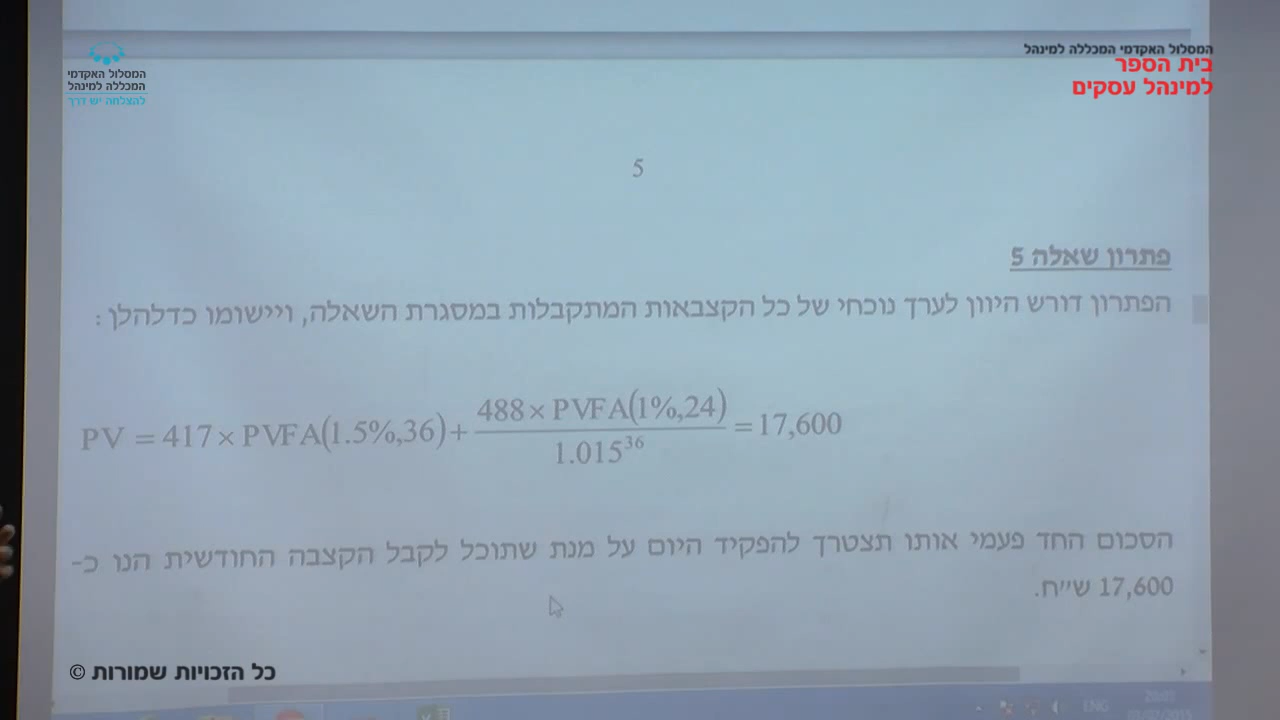 המסלול האקדמי המכללה למינהל
בית הספר
למינהל עסקים
המסלול האקדמי
המכללה למינהל
להצלחה יש דרך
5
פתרון שאלה 5
הפתרון דורש היוון לערך נוכחי של כל הקצבאות המתקבלות במסגרת השאלה, ויישומו כדלהלן :
PV = 417 × PVFA(1.5%,36) + 488 × PVFA(1%,24) / 1.015^36 = 17,600
הסכום החד פעמי אותו תצטרך להפקיד היום על מנת שתוכל לקבל הקצבה החודשית הנו כ-
17,600 ש״ח.
כל הזכויות שמורות ©
ENG